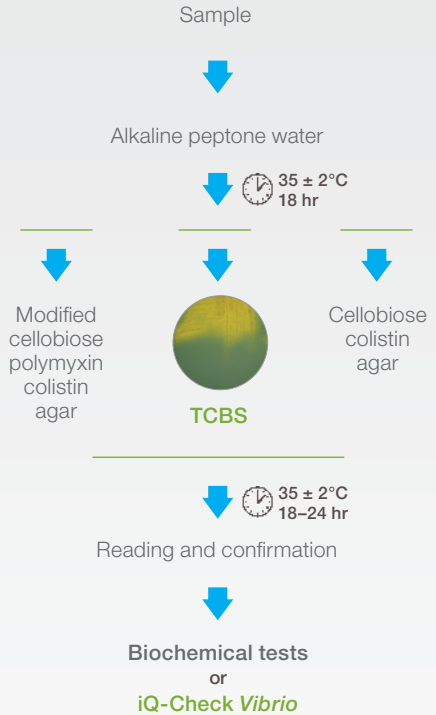 Sample
Alkaline peptone water
35 ± 2°C
18 hr
Modified
cellobiose
polymyxin
colistin
agar
TCBS
Cellobiose
colistin
agar
35 ± 2°C
18–24 hr
Reading and confirmation
Biochemical tests
or
iQ-Check Vibrio